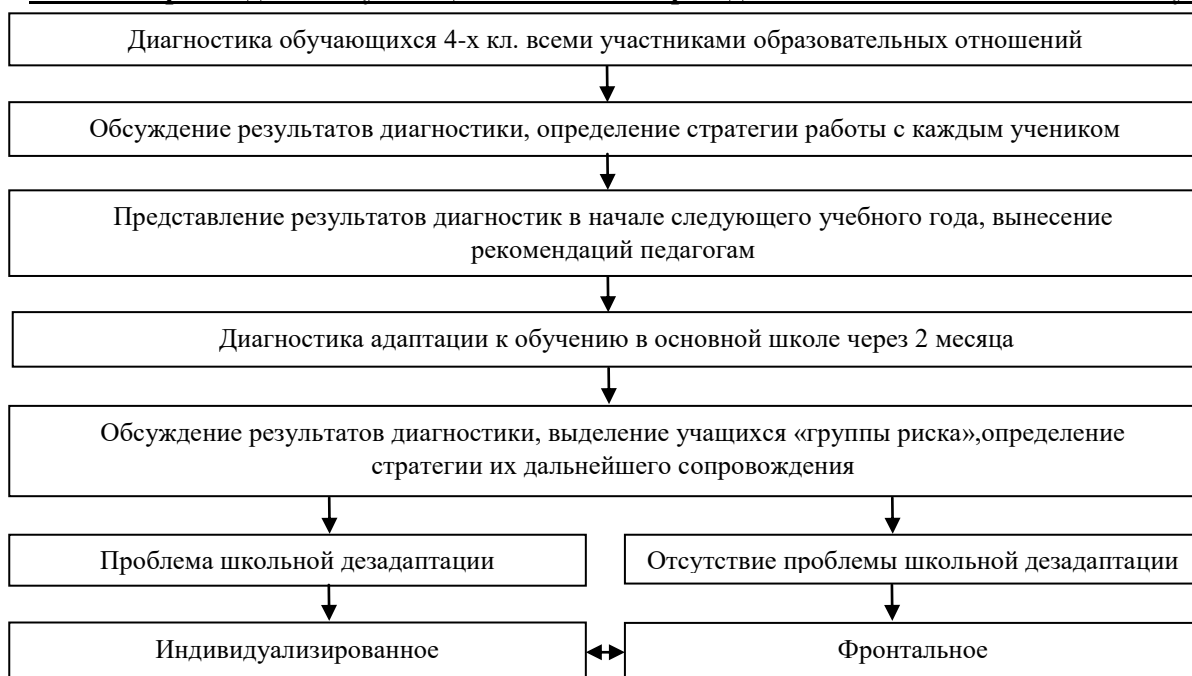 Диагностика обучающихся 4-х кл. всеми участниками образовательных отношений
Обсуждение результатов диагностики, определение стратегии работы с каждым учеником
Представление результатов диагностик в начале следующего учебного года, вынесение
рекомендаций педагогам
Диагностика адаптации к обучению в основной школе через 2 месяца
Обсуждение результатов диагностики, выделение учащихся «группы риска»,определение
стратегии их дальнейшего сопровождения
Проблема школьной дезадаптации
Отсутствие проблемы школьной дезадаптации
Индивидуализированное
Фронтальное